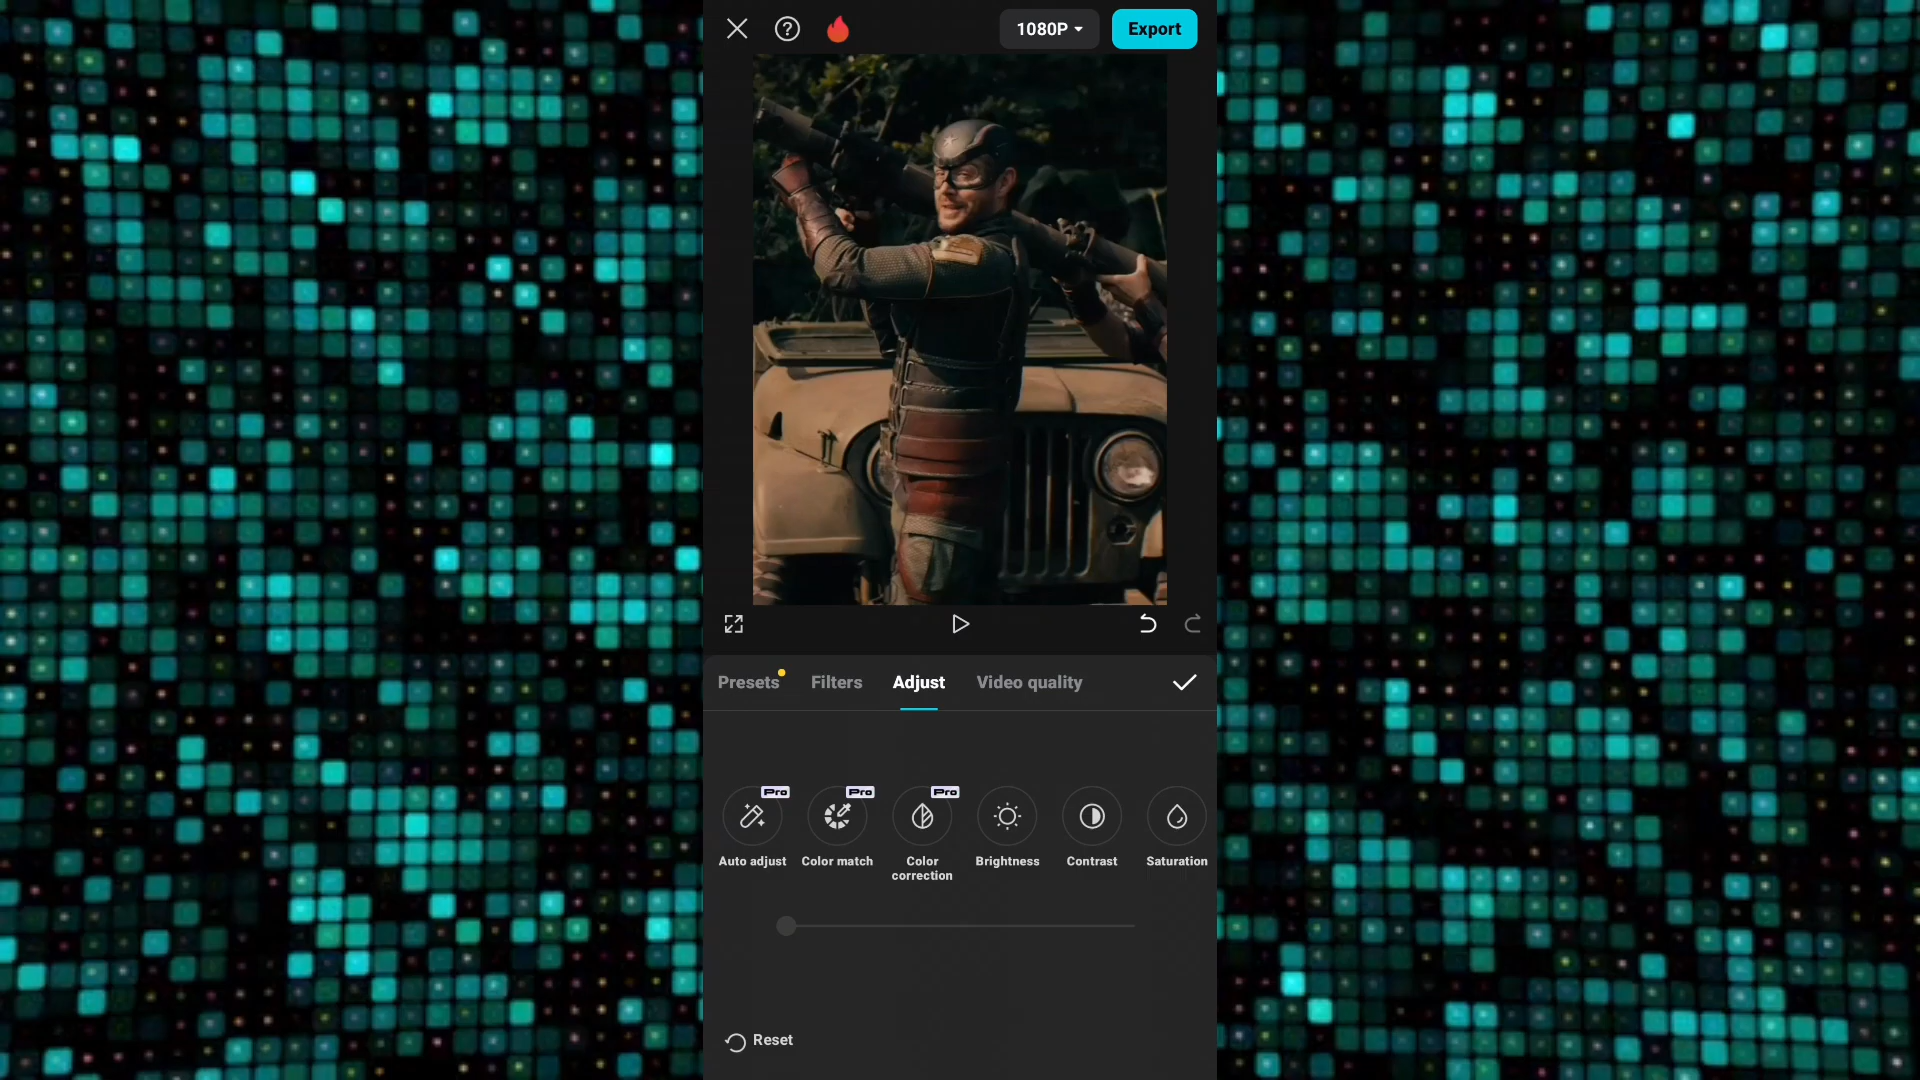 1080P
Export
Presets
Filters
Adjust
Video quality
Pro
Pro
Pro
Auto adjust
Color match
Color
correction
Brightness
Contrast
Saturation
Reset